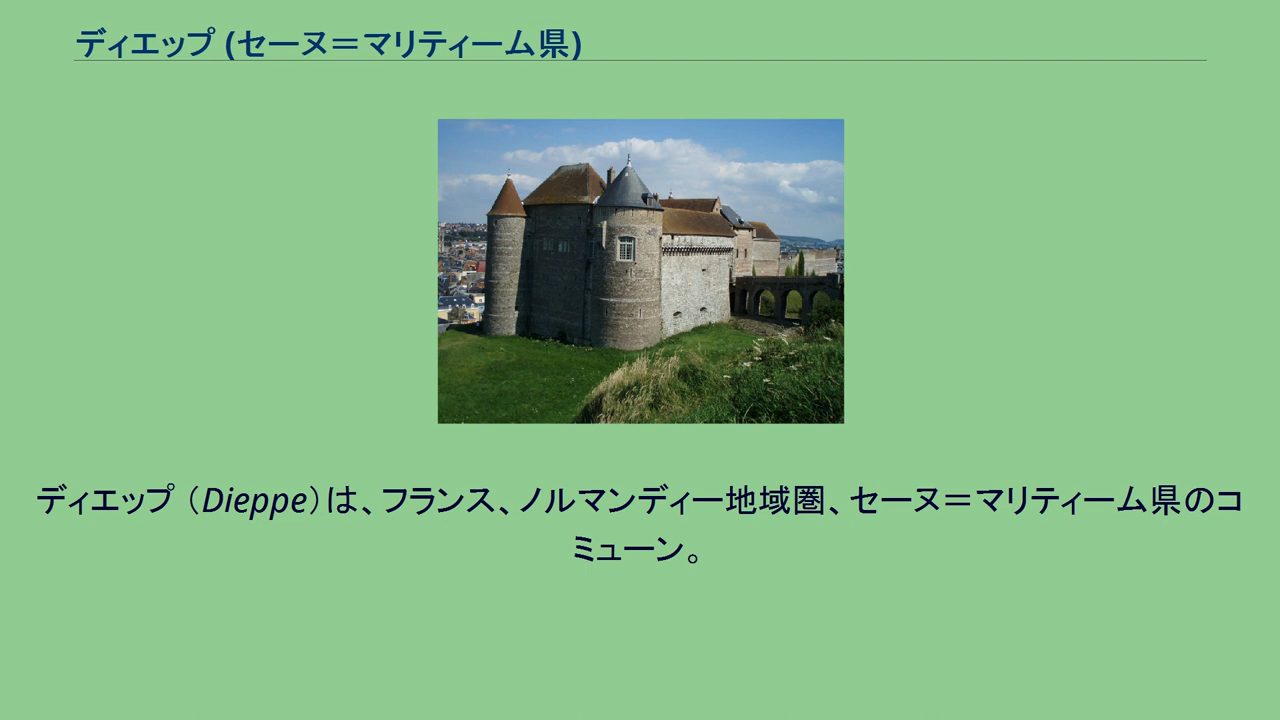 ディエップ (セーヌ＝マリティーム県)
ディエップ（Dieppe）は、フランス、ノルマンディー地域圏、セーヌ＝マリティーム県のコ
ミューン。